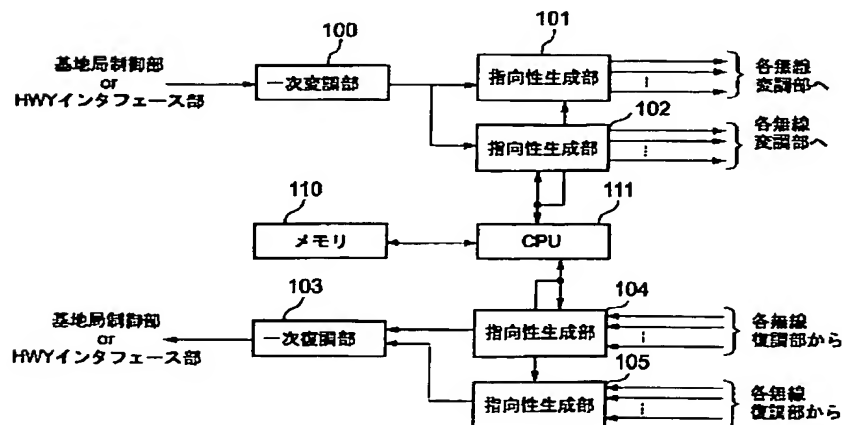 100
101
基地局制御部
or
HWYインタフェース部
一次変調部
指向性生成部
各無線
変調部へ
102
指向性生成部
各無線
変調部へ
110
111
メモリ
CPU
103
104
基地局制御部
or
HWYインタフェース部
一次復調部
指向性生成部
各無線
復調部から
105
指向性生成部
各無線
復調部から